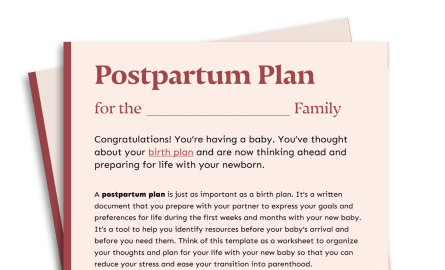 Postpartum Plan
for the ______________________ Family
Congratulations! You're having a baby. You've thought
about your birth plan and are now thinking ahead and
preparing for life with your newborn.
A postpartum plan is just as important as a birth plan. It's a written
document that you prepare with your partner to express your goals and
preferences for life during the first weeks and months with your new baby.
It's a tool to help you identify resources before your baby's arrival and
before you need them. Think of this template as a worksheet to organize
your thoughts and plan for your life with your new baby so that you can
reduce your stress and ease your transition into parenthood.